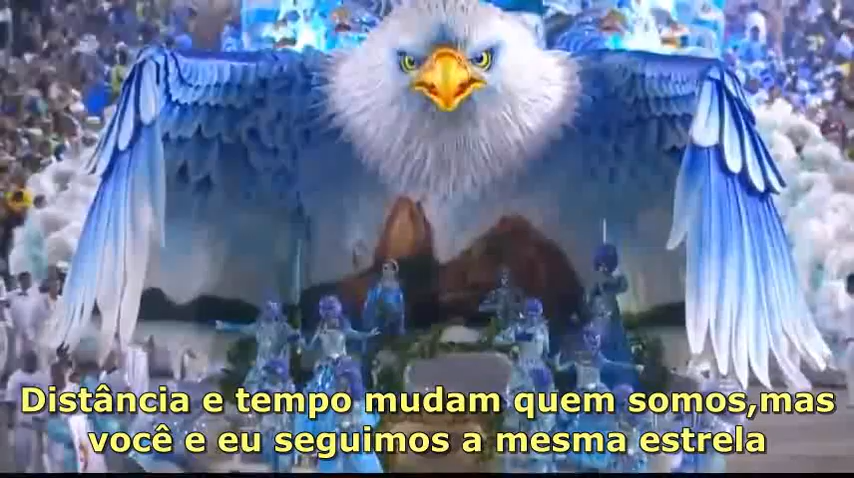 Distância e tempo mudam quem somos,mas
você e eu seguimos a mesma estrela